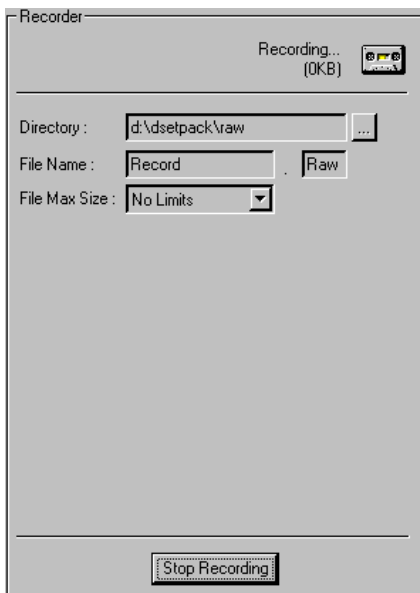 Recorder
Recording...
(0KB)
Directory : d:\dsetpack\raw ...
File Name : Record . Raw
File Max Size : No Limits
Stop Recording